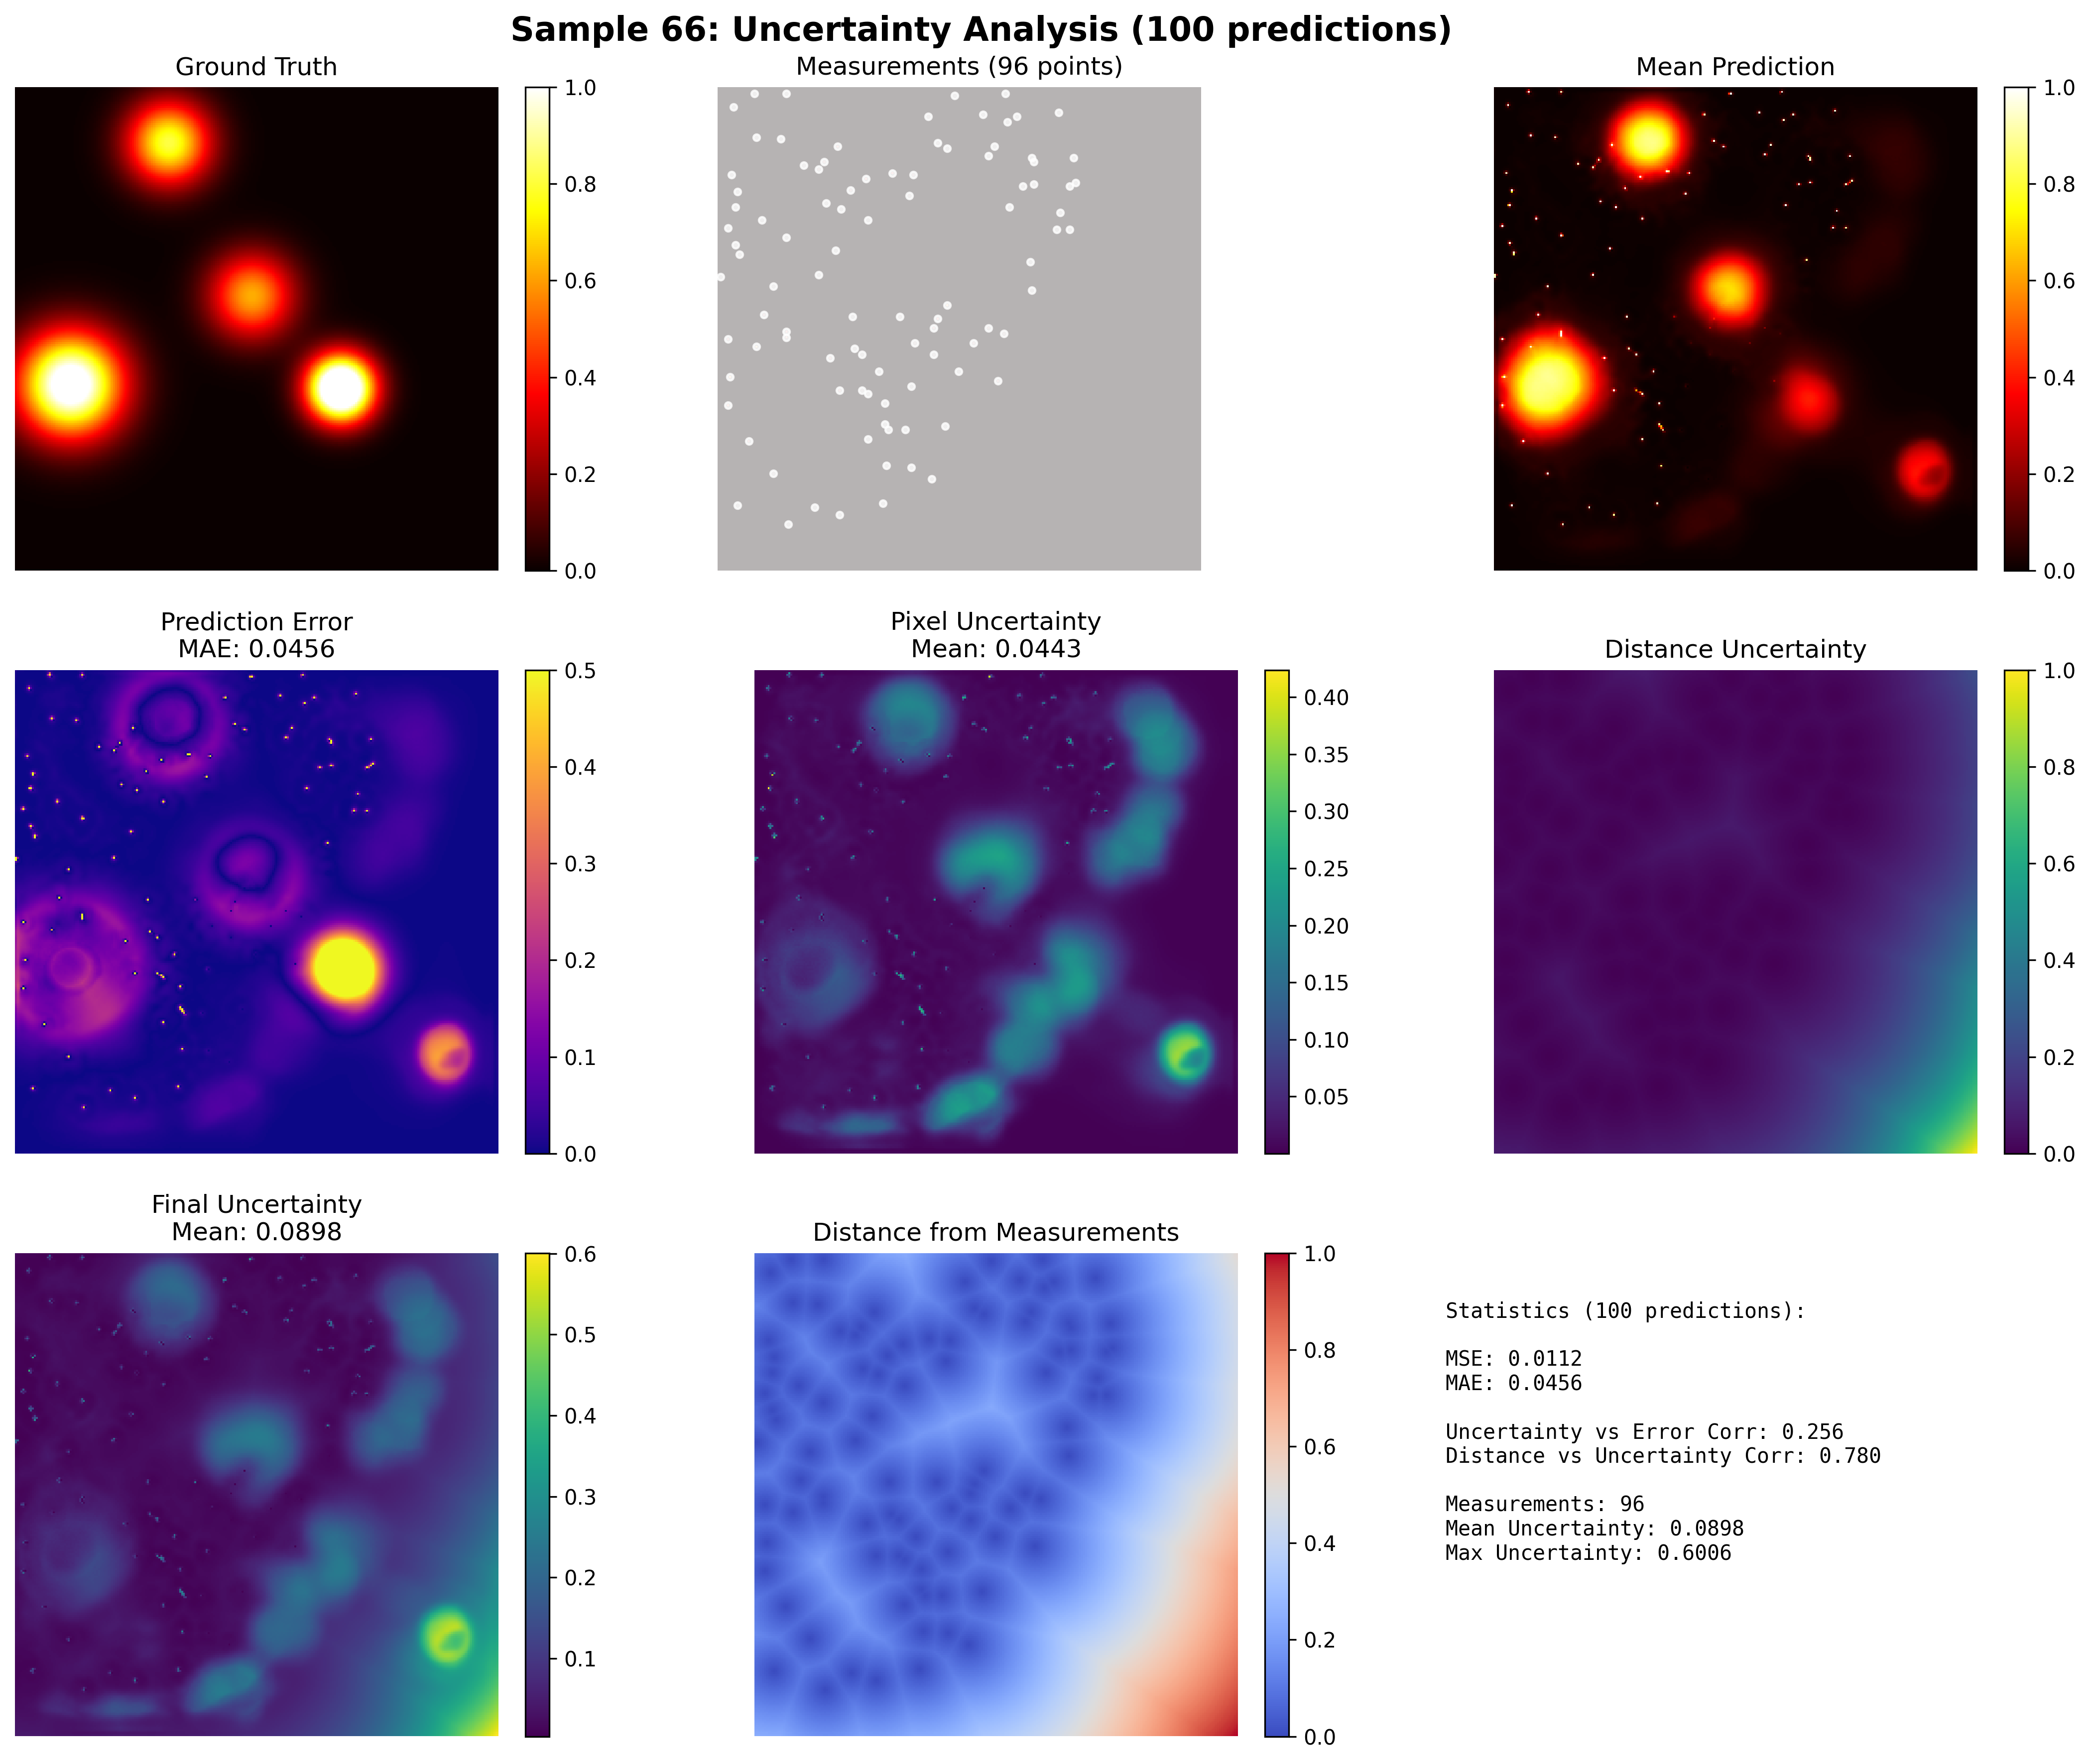 Sample 66: Uncertainty Analysis (100 predictions)
Ground Truth
1.0
0.8
0.6
0.4
0.2
0.0
Measurements (96 points)
Mean Prediction
1.0
0.8
0.6
0.4
0.2
0.0
Prediction Error
MAE: 0.0456
0.5
0.4
0.3
0.2
0.1
0.0
Pixel Uncertainty
Mean: 0.0443
0.40
0.35
0.30
0.25
0.20
0.15
0.10
0.05
Distance Uncertainty
1.0
0.8
0.6
0.4
0.2
0.0
Final Uncertainty
Mean: 0.0898
0.6
0.5
0.4
0.3
0.2
0.1
Distance from Measurements
1.0
0.8
0.6
0.4
0.2
0.0
Statistics (100 predictions):
MSE: 0.0112
MAE: 0.0456
Uncertainty vs Error Corr: 0.256
Distance vs Uncertainty Corr: 0.780
Measurements: 96
Mean Uncertainty: 0.0898
Max Uncertainty: 0.6006